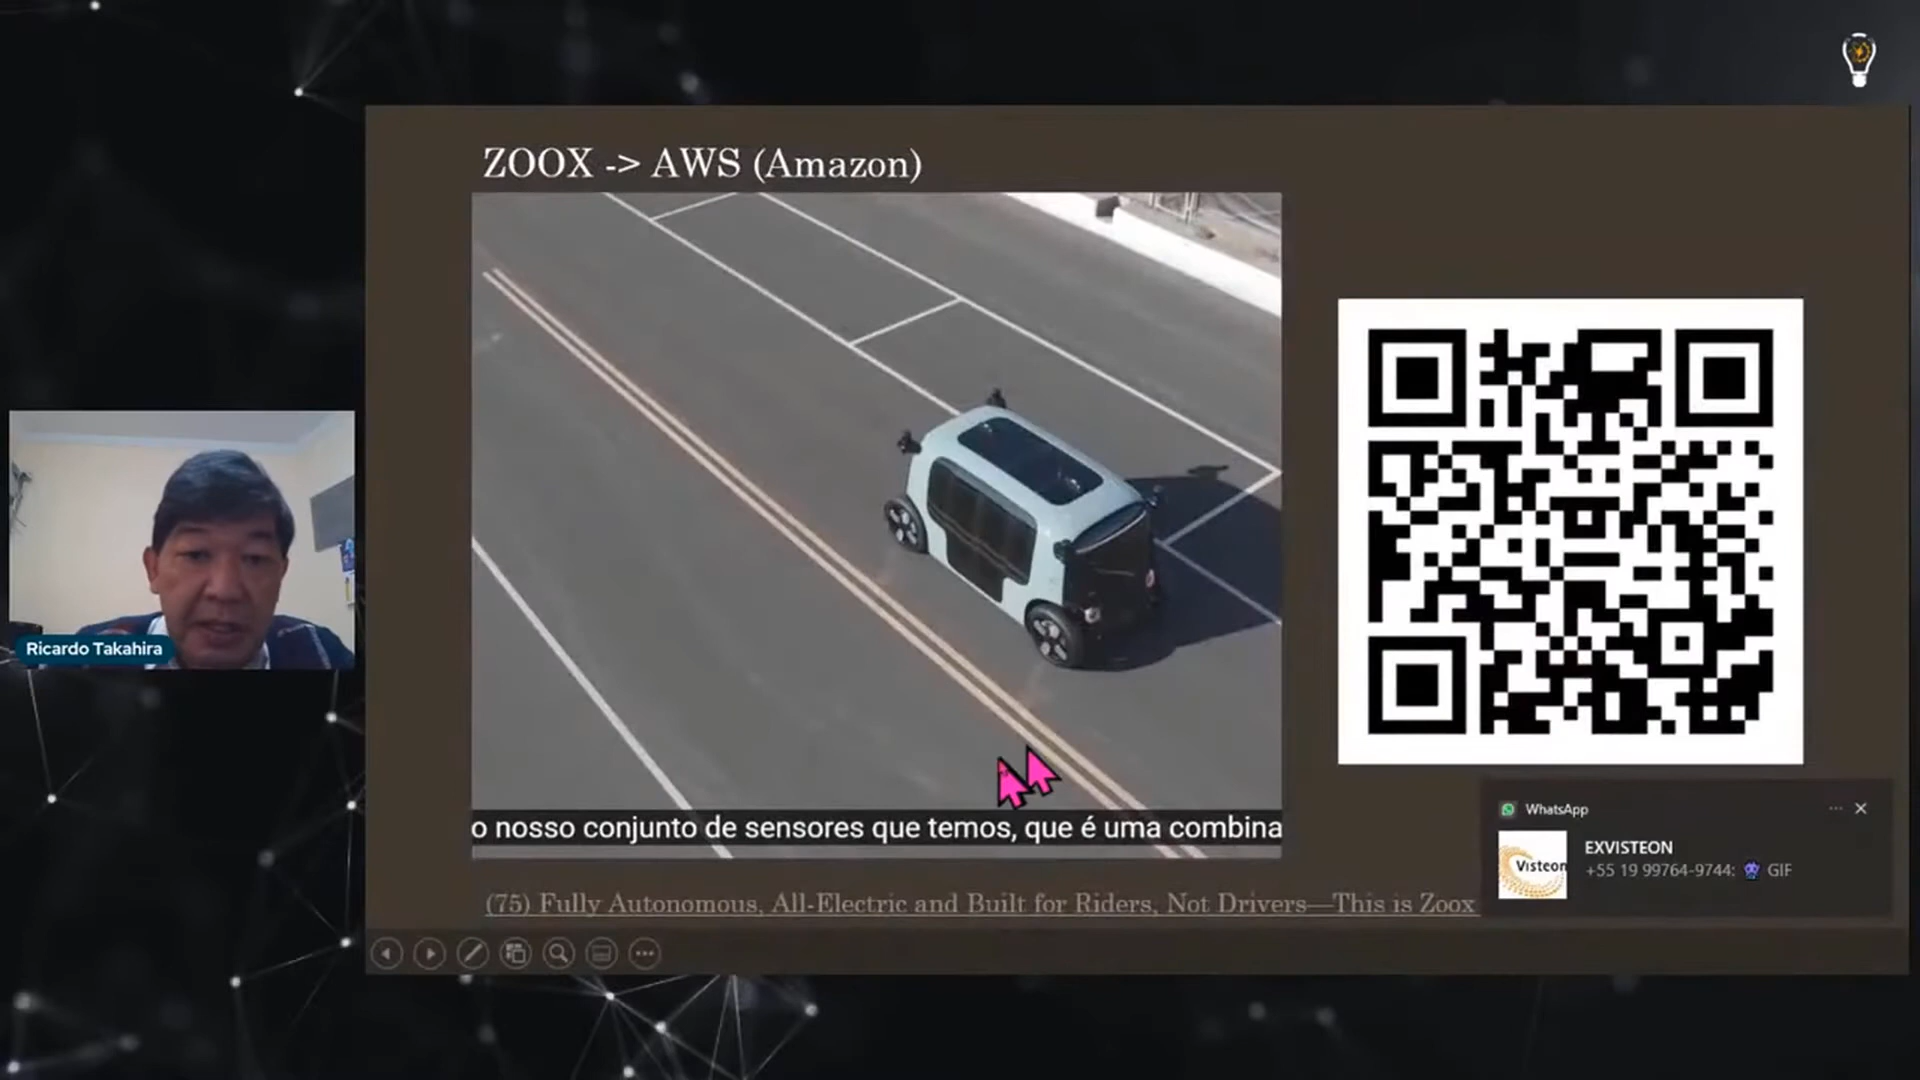 ZOOX -> AWS (Amazon)
Ricardo Takahira
o nosso conjunto de sensores que temos, que é uma combina
(75) Fully Autonomous, All-Electric and Built for Riders, Not Drivers—This is Zoox
WhatsApp
Visteon
EXVISTEON
+55 19 99764-9744: 👾 GIF